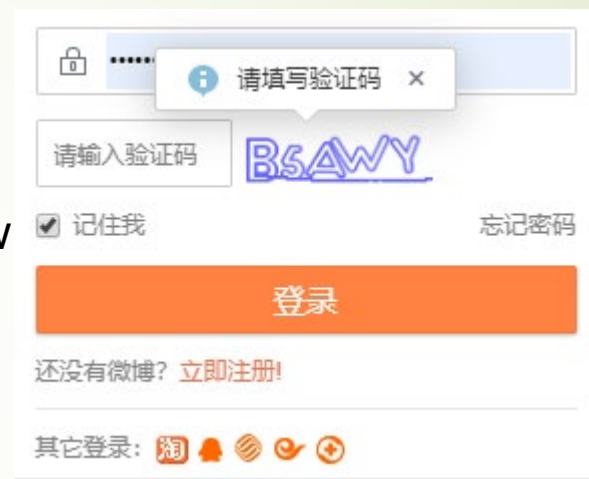 ••••••
请填写验证码 ×
请输入验证码
记住我 忘记密码
登录
还没有微博？立即注册!
其它登录: 淘